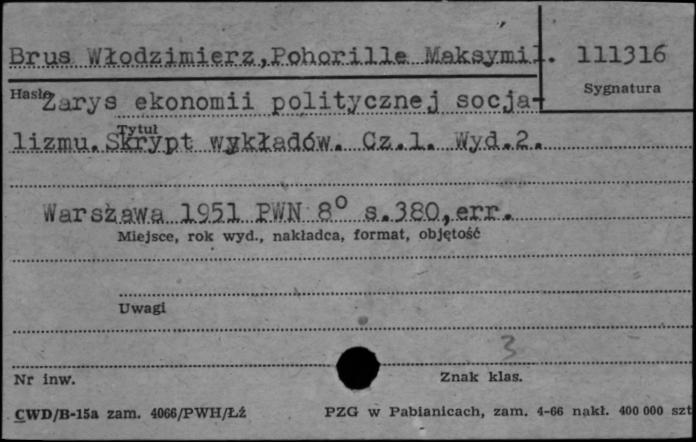 Brus Włodzimierz,Pohorille Maksymil. 111316
Sygnatura
Hasło
Zarys ekonomii politycznej socja-
Tytuł
lizmu. Skrypt wykładów. Cz.1. Wyd.2.
Warszawa 1951 PWN 8° s.380,err.
Miejsce, rok wyd., nakładca, format, objętość
Uwagi
3
Nr inw. Znak klas.
CWD/B-15a zam. 4066/PWH/Łź PZG w Pabianicach, zam. 4-66 nakł. 400 000 szt